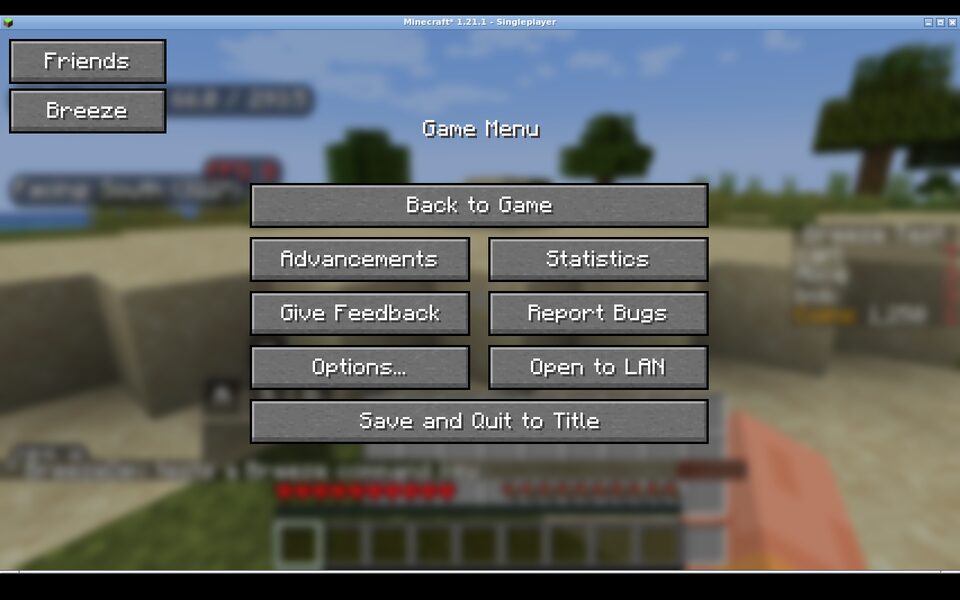 Minecraft* 1.21.1 - Singleplayer
Friends
Breeze
Game Menu
Back to Game
Advancements
Statistics
Give Feedback
Report Bugs
Options...
Open to LAN
Save and Quit to Title